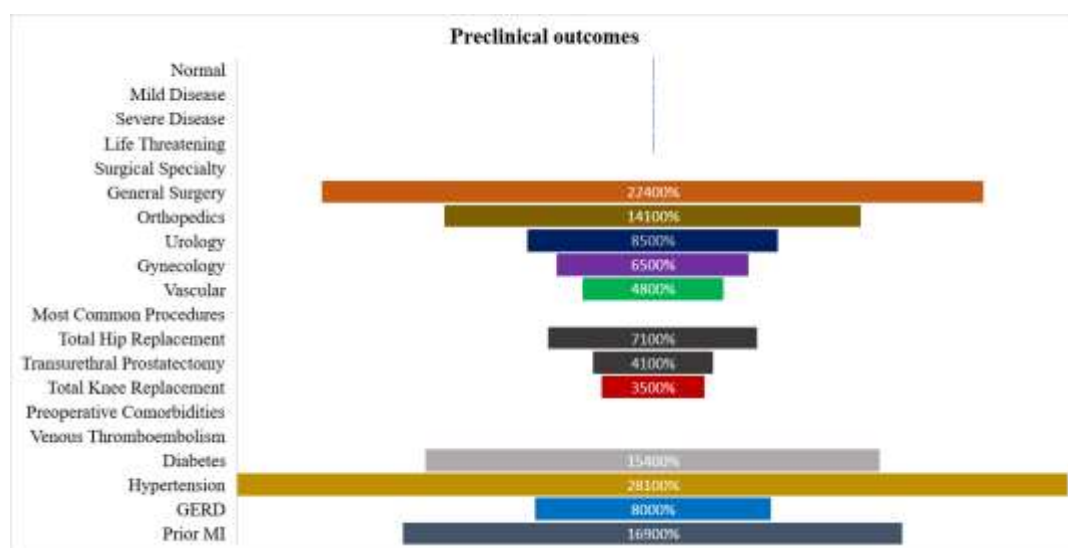 Preclinical outcomes
Normal
Mild Disease
Severe Disease
Life Threatening
Surgical Specialty
General Surgery 22400%
Orthopedics 14100%
Urology 8500%
Gynecology 6500%
Vascular 4800%
Most Common Procedures
Total Hip Replacement 7100%
Transurethral Prostatectomy 4100%
Total Knee Replacement 3500%
Preoperative Comorbidities
Venous Thromboembolism
Diabetes 15400%
Hypertension 28100%
GERD 8000%
Prior MI 16900%